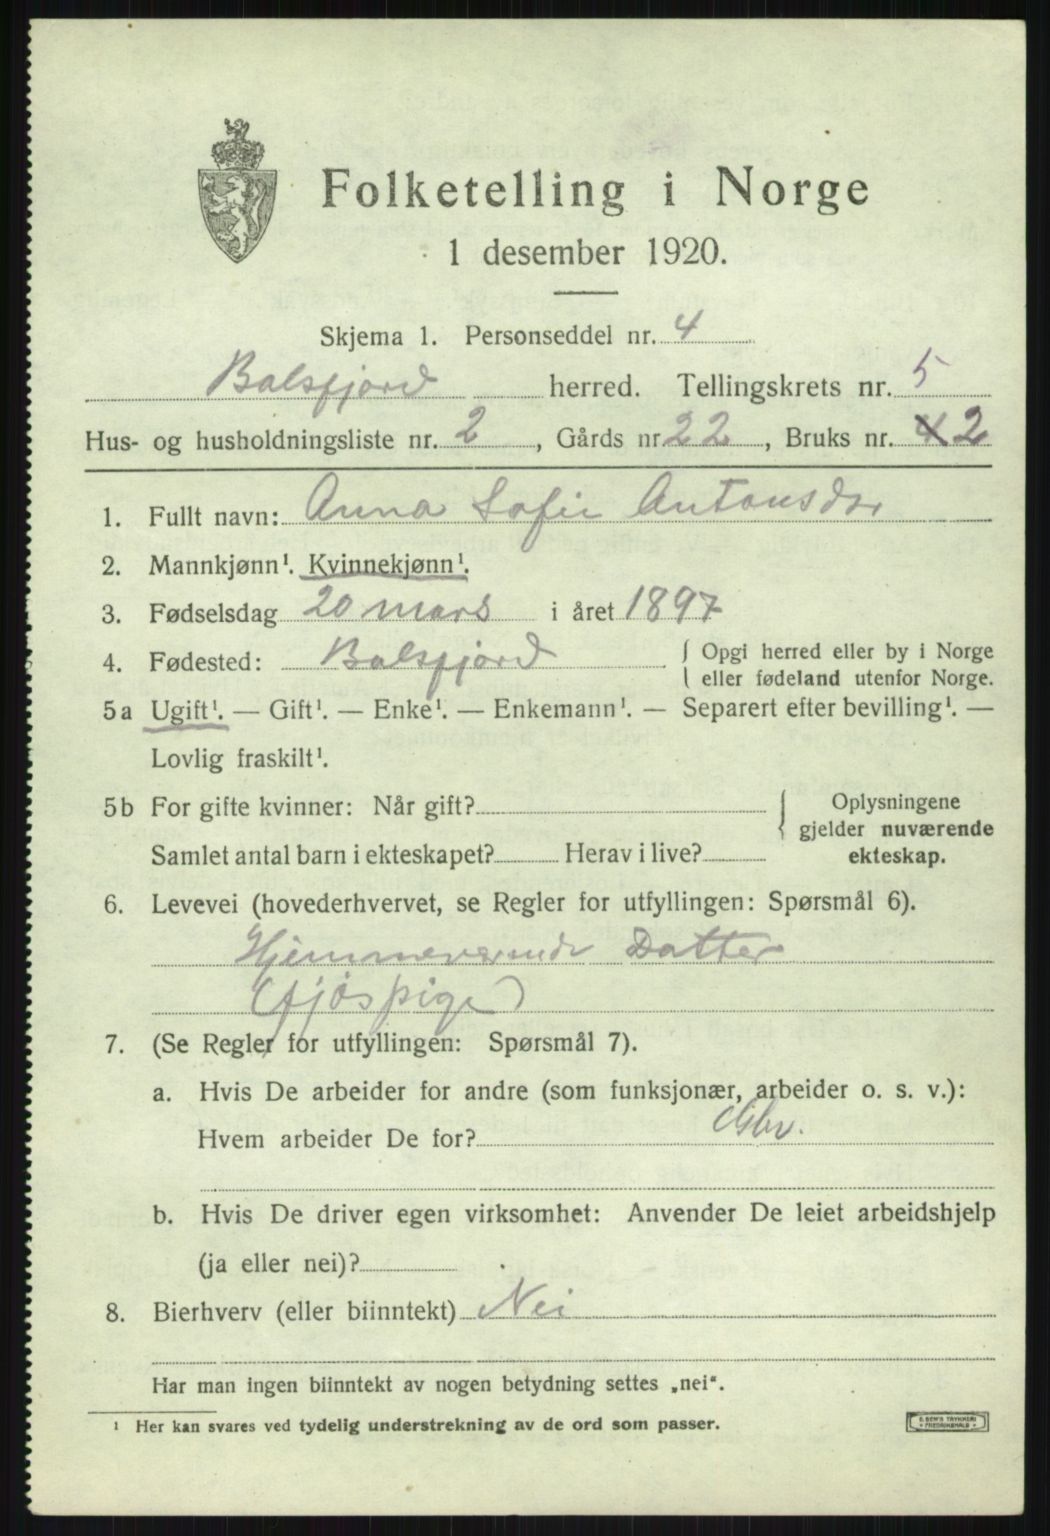 Folketelling i Norge
1 desember 1920.
Skjema 1. Personseddel nr. 4
Balsfjord herred. Tellingskrets nr. 5
Hus- og husholdningsliste nr. 2, Gårds nr. 22, Bruks nr. 4 2
1. Fullt navn: Anna Sofie Antonsdtr
2. Mannkjønn¹. Kvinnekjønn¹.
3. Fødselsdag 20 mars i året 1897
4. Fødested: Balsfjord { Opgi herred eller by i Norge
eller fødeland utenfor Norge.
5a Ugift¹. — Gift¹. — Enke¹. — Enkemann¹. — Separert efter bevilling¹. —
Lovlig fraskilt¹.
5b For gifte kvinner: Når gift? { Oplysningene
gjelder nuværende
Samlet antal barn i ekteskapet? Herav i live? ekteskap.
6. Levevei (hovederhvervet, se Regler for utfyllingen: Spørsmål 6).
Hjemmeværende Datter
(fjøspige)
7. (Se Regler for utfyllingen: Spørsmål 7).
a. Hvis De arbeider for andre (som funksjonær, arbeider o. s. v.):
Hvem arbeider De for? Gbr.
b. Hvis De driver egen virksomhet: Anvender De leiet arbeidshjelp
(ja eller nei)?
8. Bierhverv (eller biinntekt) Nei
Har man ingen biinntekt av nogen betydning settes „nei“.
¹ Her kan svares ved tydelig understrekning av de ord som passer.